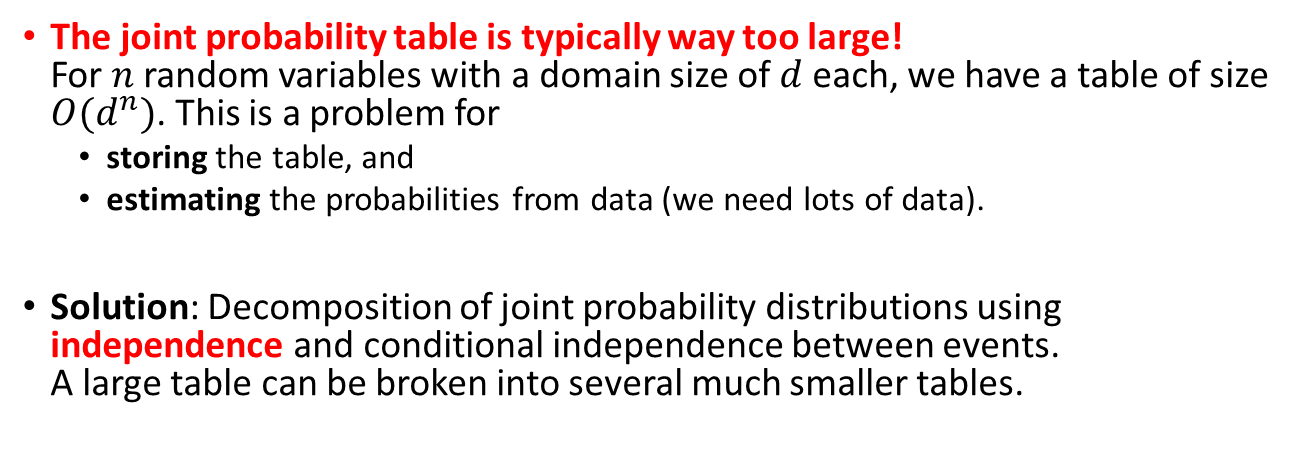 • The joint probability table is typically way too large!
For n random variables with a domain size of d each, we have a table of size
O(dⁿ). This is a problem for
• storing the table, and
• estimating the probabilities from data (we need lots of data).
• Solution: Decomposition of joint probability distributions using
independence and conditional independence between events.
A large table can be broken into several much smaller tables.